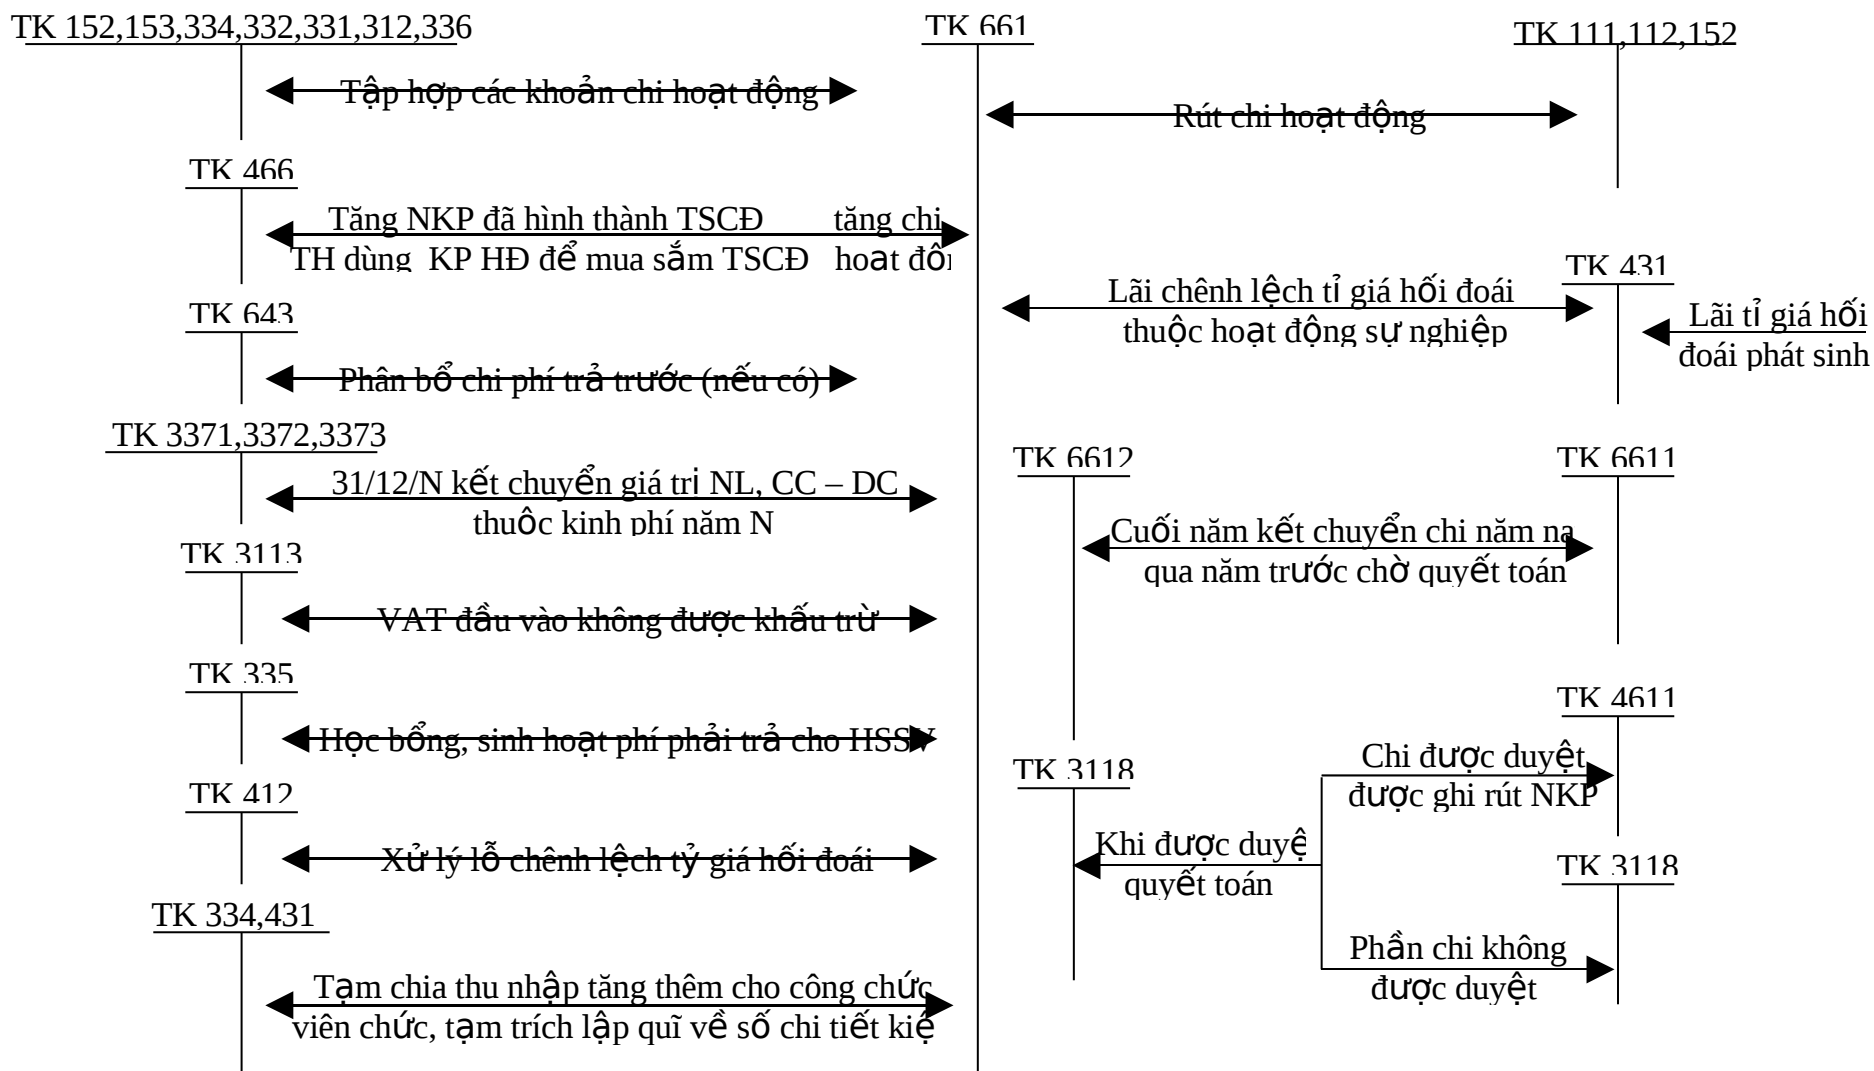 TK 152,153,334,332,331,312,336
TK 661
TK 111,112,152
Tập hợp các khoản chi hoạt động
Rút chi hoạt động
TK 466
Tăng NKP đã hình thành TSCĐ tăng chi
TH dùng KP HĐ để mua sắm TSCĐ hoạt độn
TK 431
Lãi chênh lệch tỉ giá hối đoái
thuộc hoạt động sự nghiệp
Lãi tỉ giá hối
đoái phát sinh
TK 643
Phân bổ chi phí trả trước (nếu có)
TK 3371,3372,3373
31/12/N kết chuyển giá trị NL, CC – DC
thuộc kinh phí năm N
TK 6612
TK 6611
Cuối năm kết chuyển chi năm na
qua năm trước chờ quyết toán
TK 3113
VAT đầu vào không được khấu trừ
TK 335
Học bổng, sinh hoạt phí phải trả cho HSSV
TK 4611
Chi được duyệt
được ghi rút NKP
TK 3118
Khi được duyệ
quyết toán
TK 412
Xử lý lỗ chênh lệch tỷ giá hối đoái
TK 3118
Phần chi không
được duyệt
TK 334,431
Tạm chia thu nhập tăng thêm cho công chức
viên chức, tạm trích lập quĩ về số chi tiết kiệ